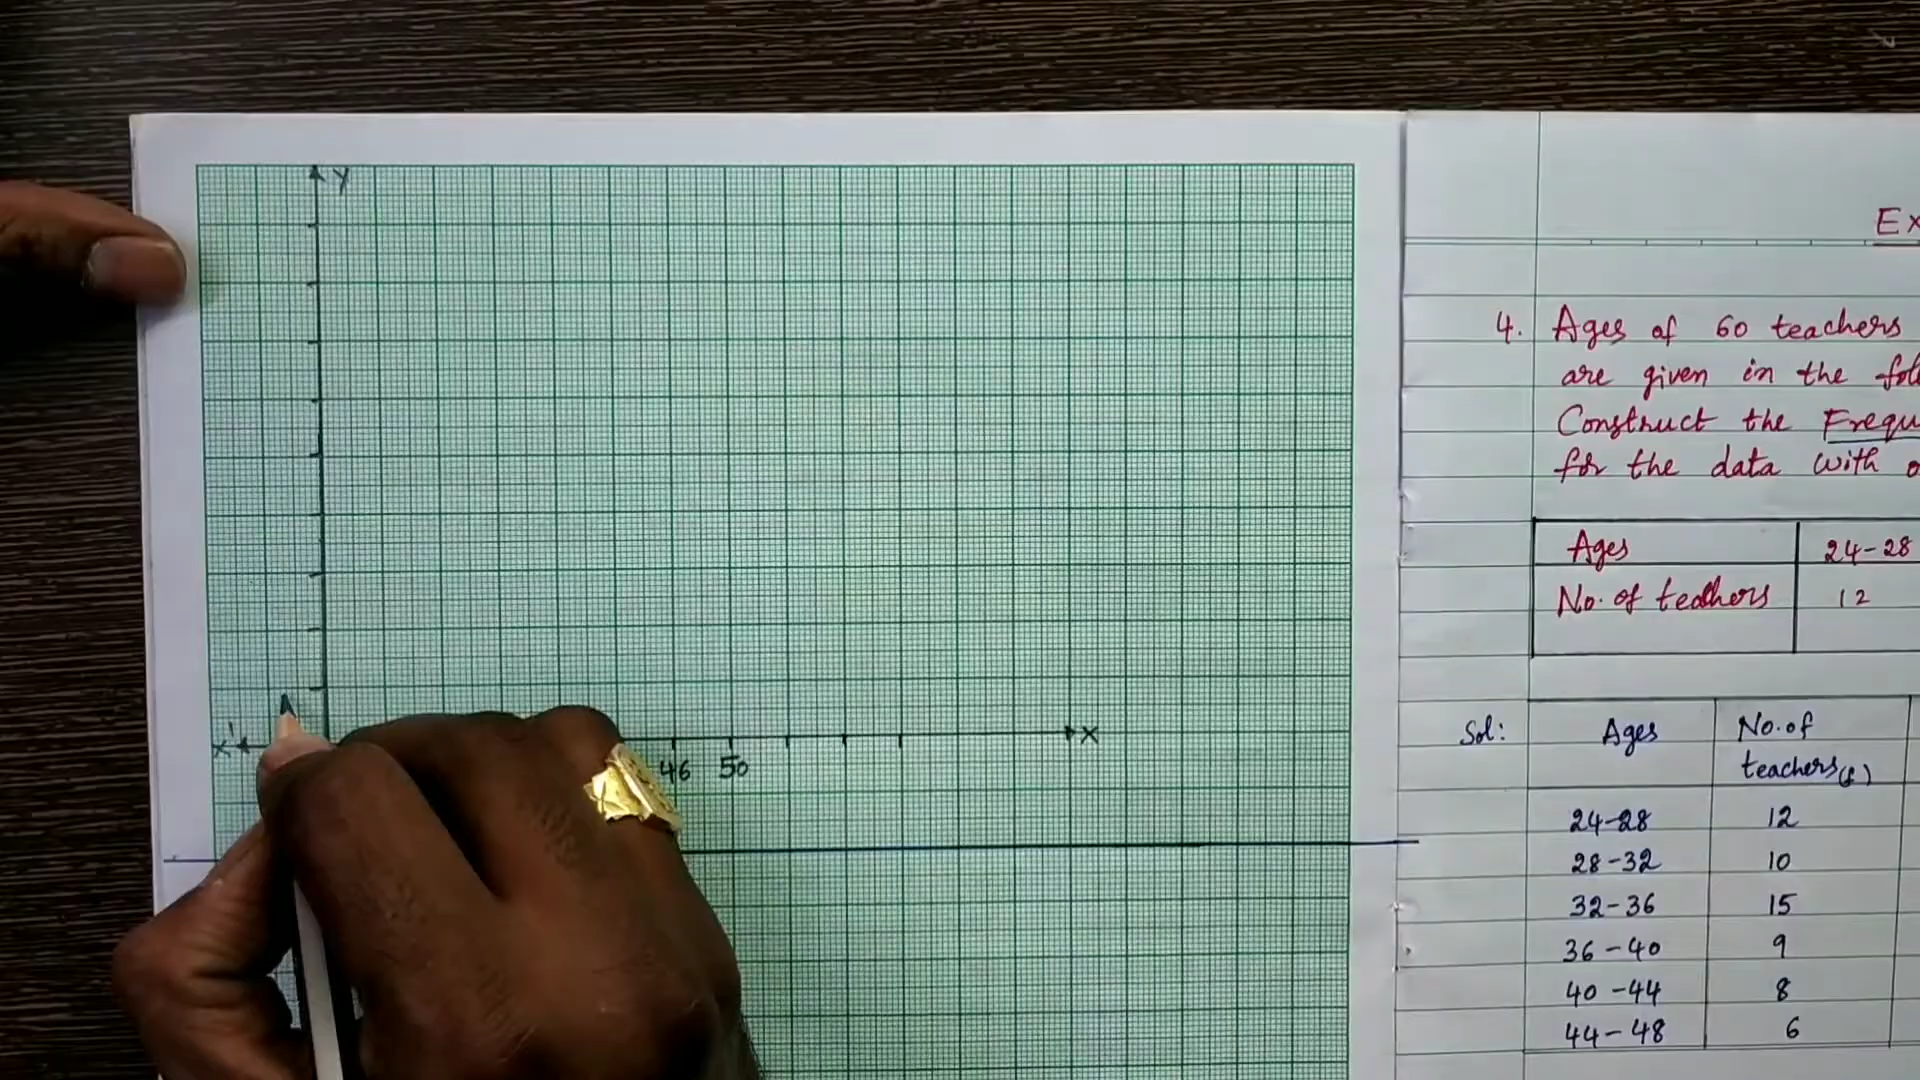 Y
X' X
46 50
Ex
4. Ages of 60 teachers
are given in the
Construct the Frequ
for the data with
Ages 24-28
No. of teachers 12
Sol: Ages No. of teachers(f)
24-28 12
28-32 10
32-36 15
36-40 9
40-44 8
44-48 6